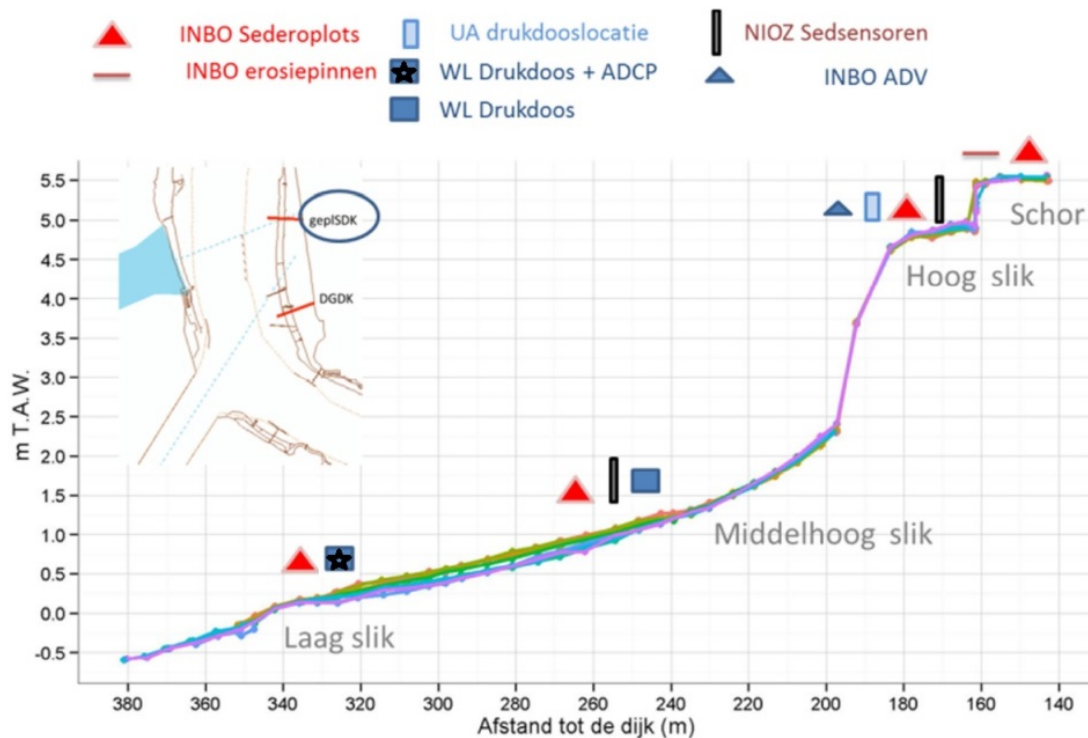 INBO Sederoplots
UA drukdooslocatie
NIOZ Sedsensoren
INBO erosiepinnen
WL Drukdoos + ADCP
INBO ADV
WL Drukdoos
5.5
5.0
4.5
4.0
3.5
3.0
2.5
2.0
1.5
1.0
0.5
0.0
-0.5
m T.A.W.
geplSDK
DGDK
Schor
Hoog slik
Middelhoog slik
Laag slik
380 360 340 320 300 280 260 240 220 200 180 160 140
Afstand tot de dijk (m)